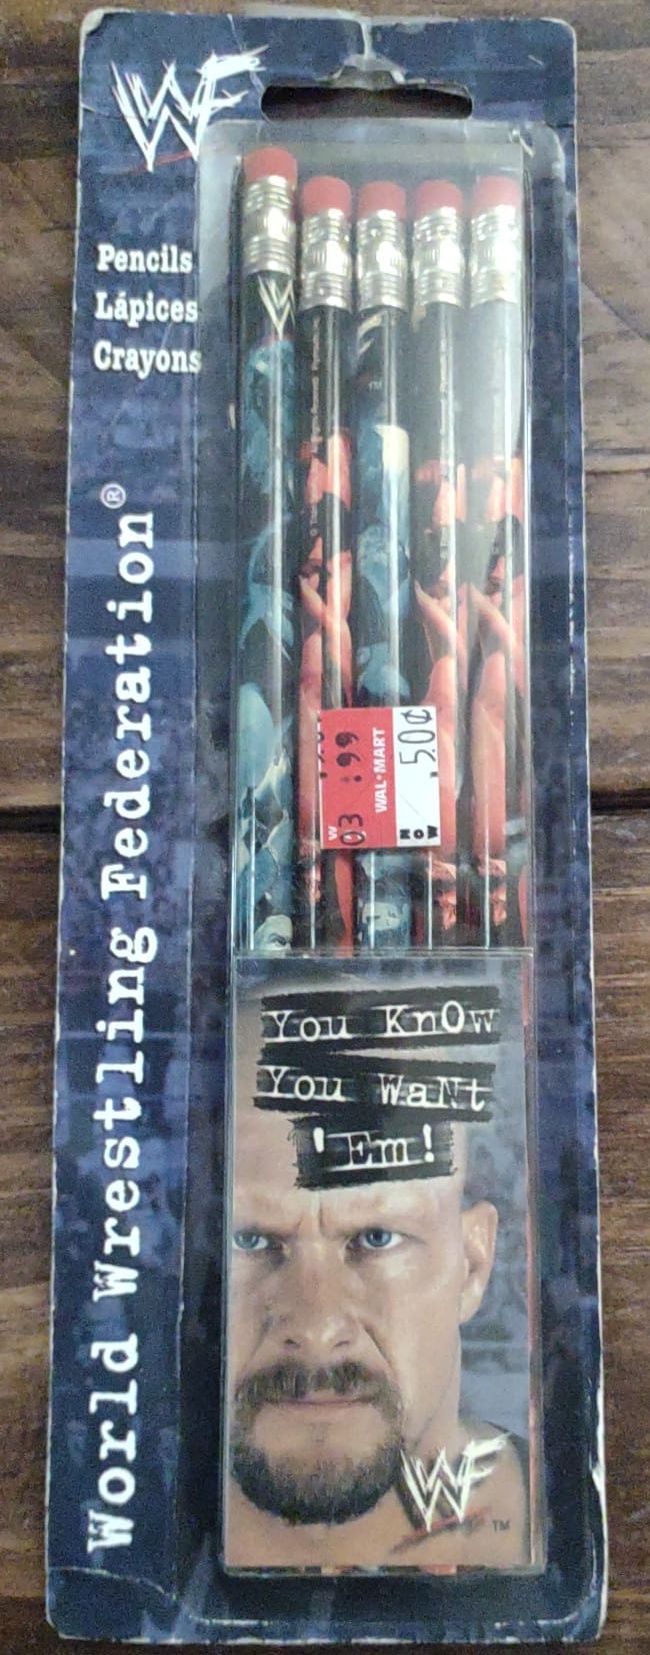 WF
Pencils
Lápices
Crayons
World Wrestling Federation®
W
03 :99
WAL★MART
NOW
.50¢
You KnOw
You WaNt
'Em!
WF
TM